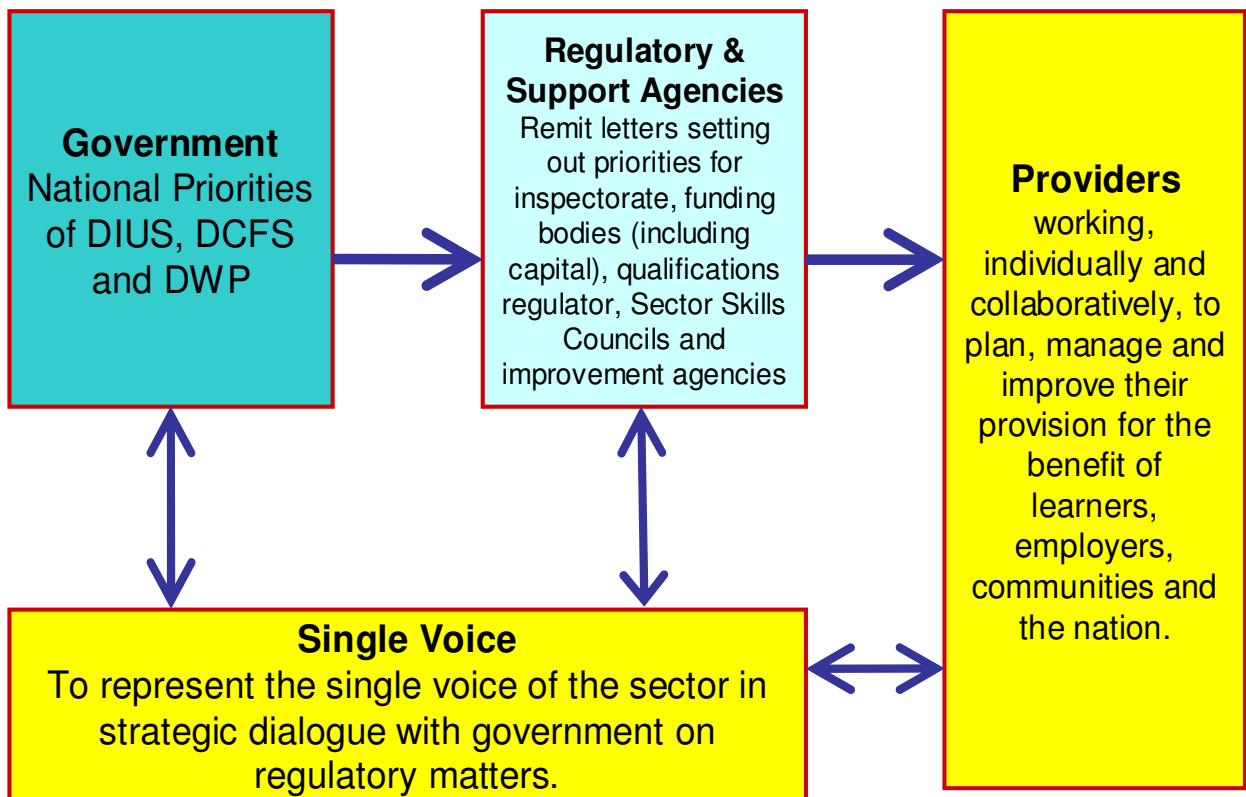 Government
National Priorities
of DIUS, DCFS
and DWP
Regulatory &
Support Agencies
Remit letters setting
out priorities for
inspectorate, funding
bodies (including
capital), qualifications
regulator, Sector Skills
Councils and
improvement agencies
Providers
working,
individually and
collaboratively, to
plan, manage and
improve their
provision for the
benefit of
learners,
employers,
communities and
the nation.
Single Voice
To represent the single voice of the sector in
strategic dialogue with government on
regulatory matters.